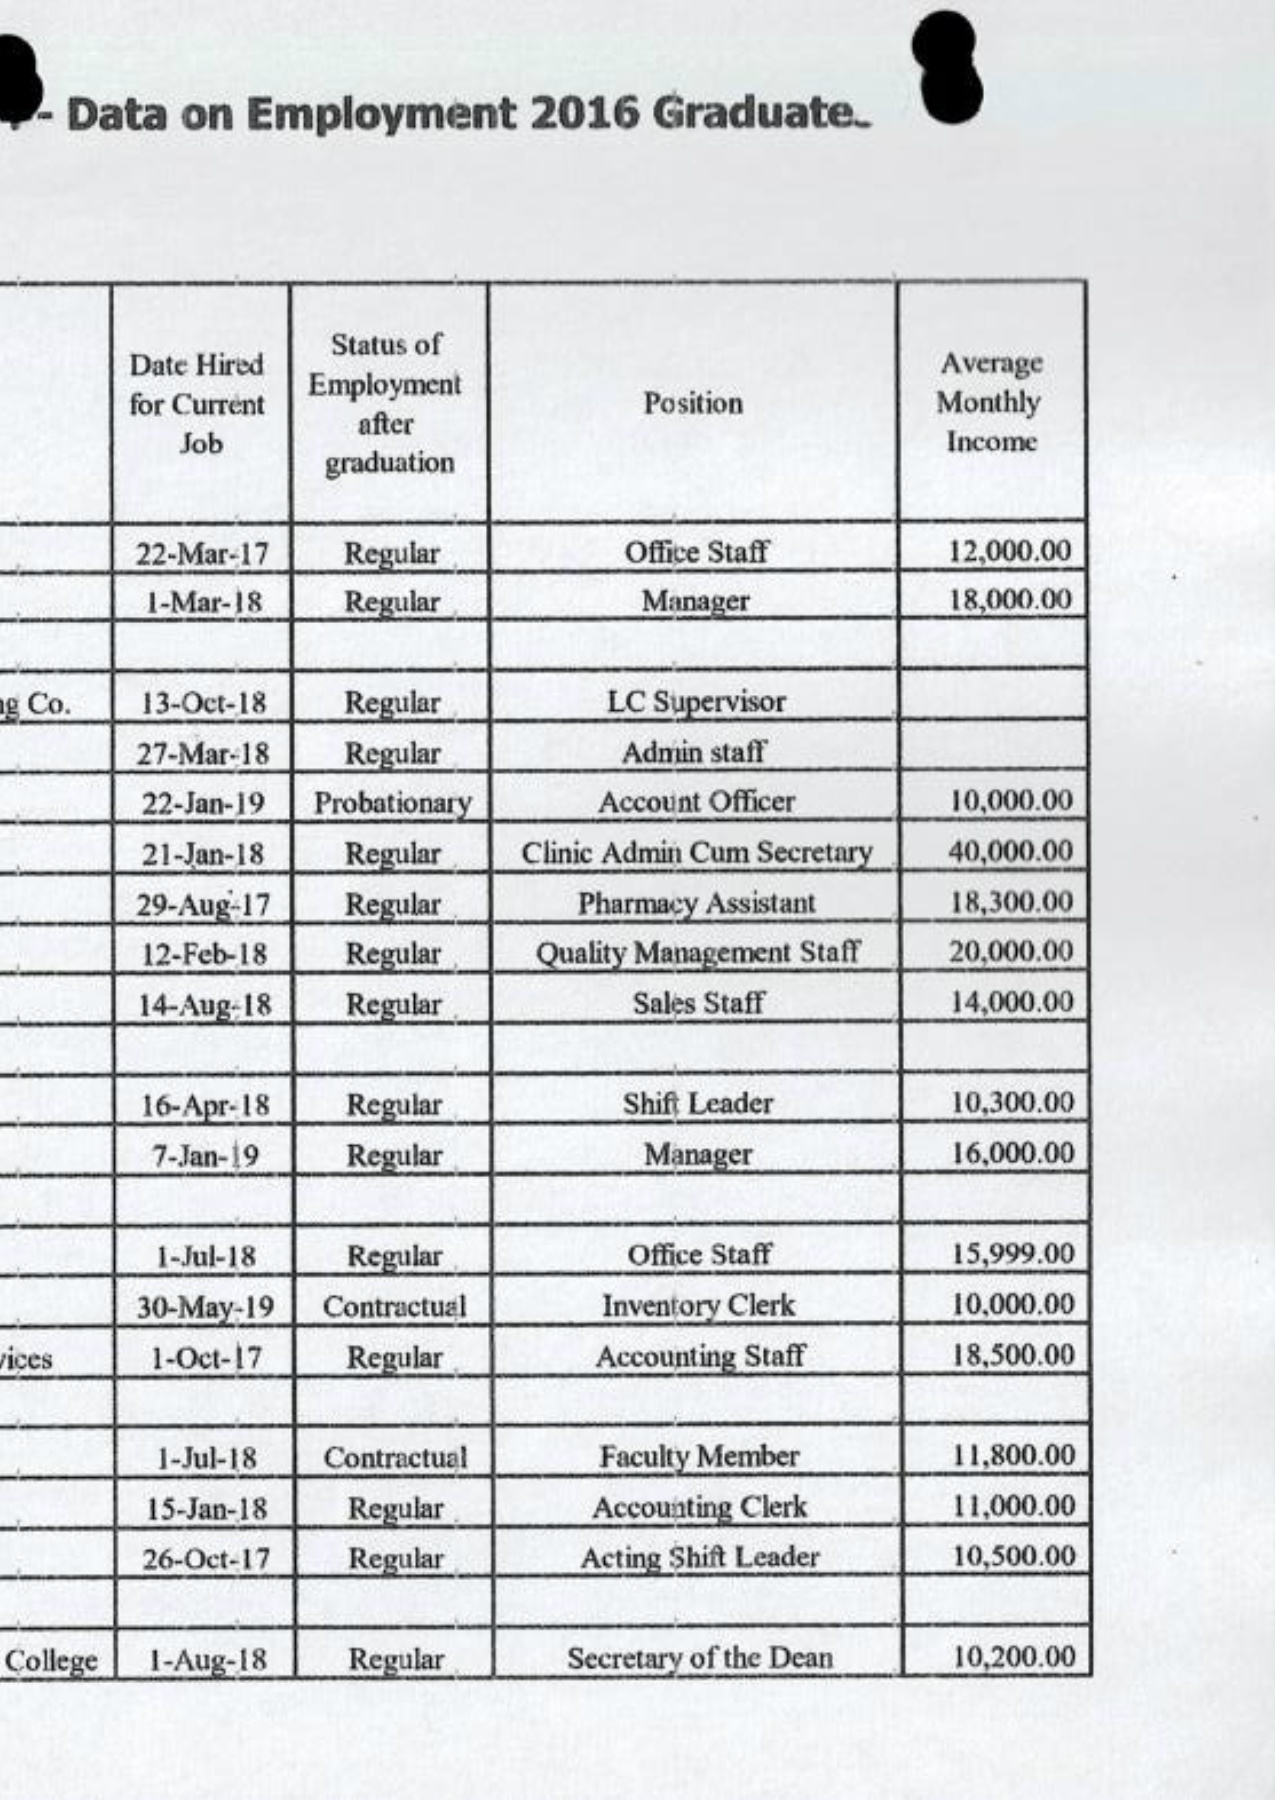 - Data on Employment 2016 Graduate
Date Hired for Current Job Status of Employment after graduation Position Average Monthly Income
22-Mar-17 Regular Office Staff 12,000.00
1-Mar-18 Regular Manager 18,000.00
Co. 13-Oct-18 Regular LC Supervisor
27-Mar-18 Regular Admin staff
22-Jan-19 Probationary Account Officer 10,000.00
21-Jan-18 Regular Clinic Admin Cum Secretary 40,000.00
29-Aug-17 Regular Pharmacy Assistant 18,300.00
12-Feb-18 Regular Quality Management Staff 20,000.00
14-Aug-18 Regular Sales Staff 14,000.00
16-Apr-18 Regular Shift Leader 10,300.00
7-Jan-19 Regular Manager 16,000.00
1-Jul-18 Regular Office Staff 15,999.00
30-May-19 Contractual Inventory Clerk 10,000.00
vices 1-Oct-17 Regular Accounting Staff 18,500.00
1-Jul-18 Contractual Faculty Member 11,800.00
15-Jan-18 Regular Accounting Clerk 11,000.00
26-Oct-17 Regular Acting Shift Leader 10,500.00
College 1-Aug-18 Regular Secretary of the Dean 10,200.00